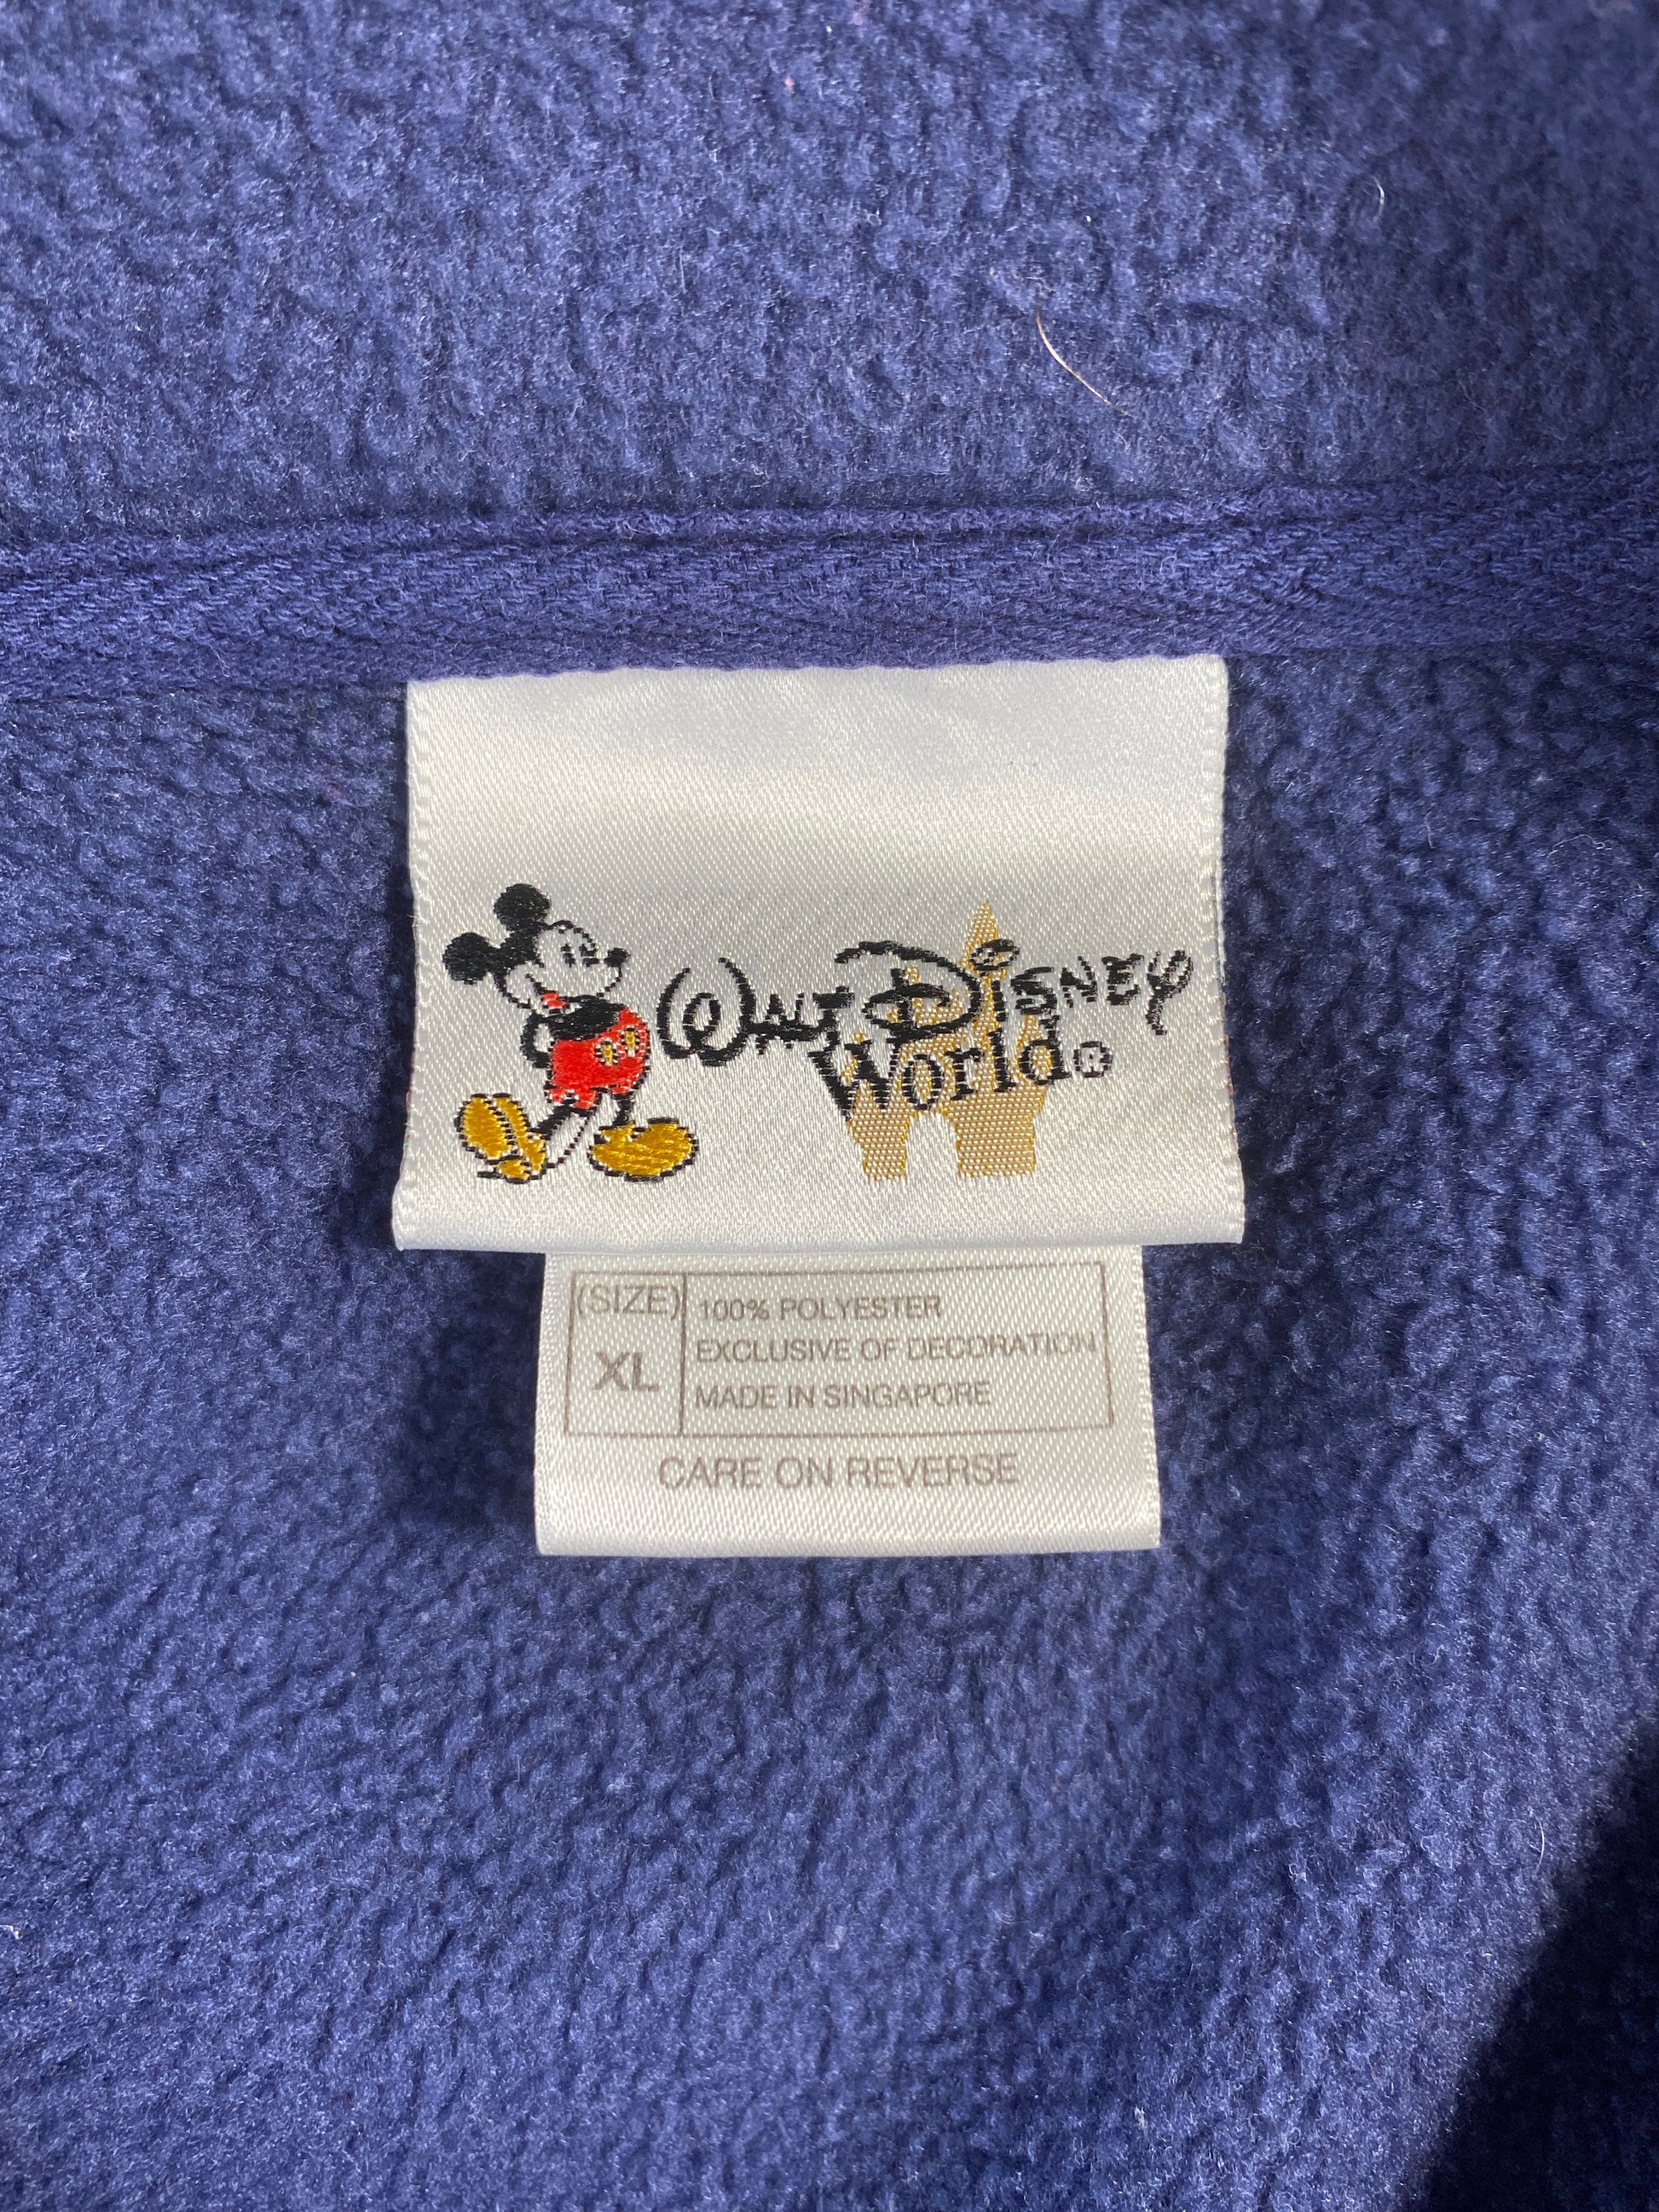 WALT DISNEY
World®
(SIZE)
XL
100% POLYESTER
EXCLUSIVE OF DECORATION
MADE IN SINGAPORE
CARE ON REVERSE